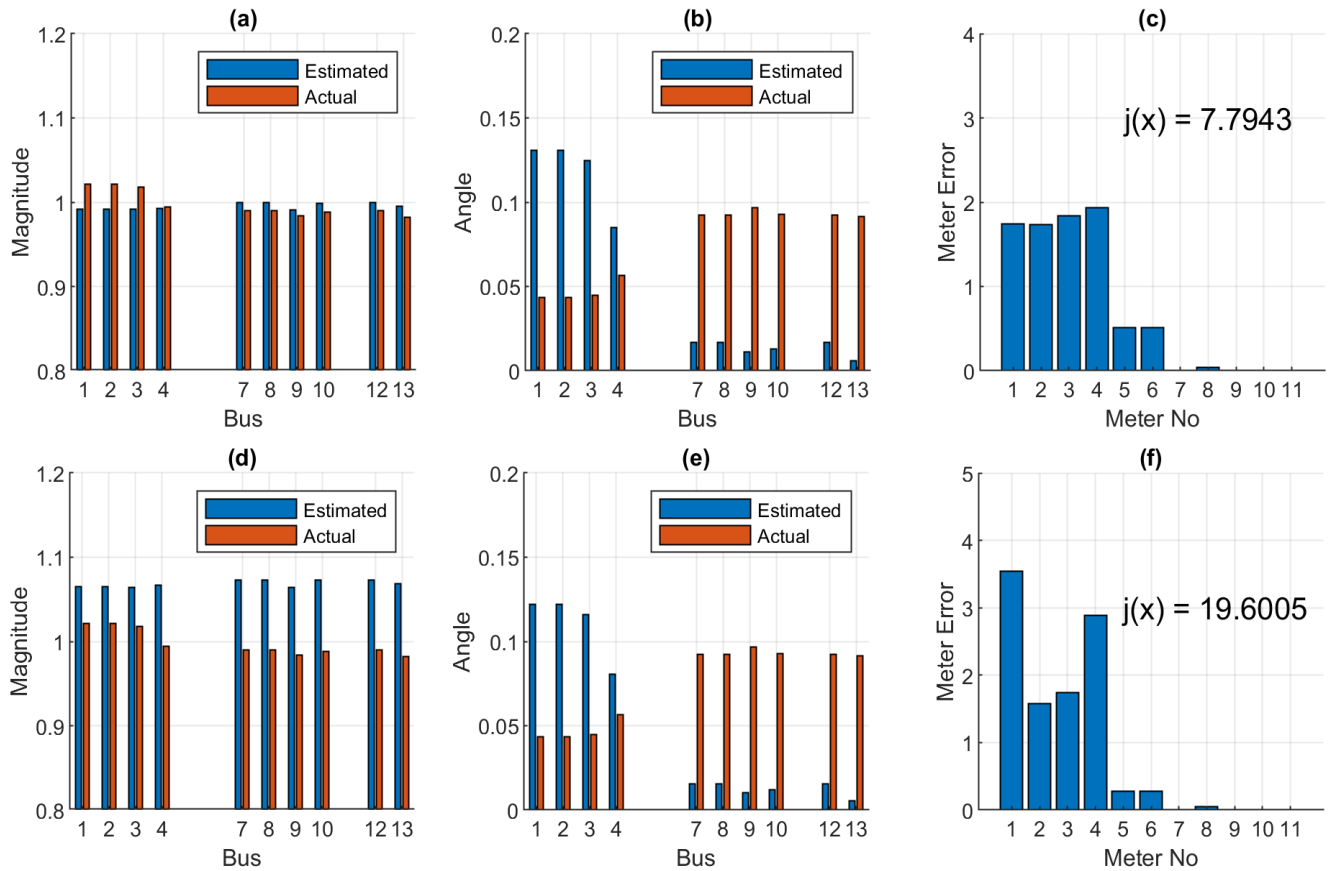 (a)
1.2
1.1
1
0.9
0.8
Magnitude
Estimated
Actual
1 2 3 4 7 8 9 10 12 13
Bus
(b)
0.2
0.15
0.1
0.05
0
Angle
Estimated
Actual
1 2 3 4 7 8 9 10 12 13
Bus
(c)
4
3
2
1
0
Meter Error
j(x) = 7.7943
1 2 3 4 5 6 7 8 9 10 11
Meter No
(d)
1.2
1.1
1
0.9
0.8
Magnitude
Estimated
Actual
1 2 3 4 7 8 9 10 12 13
Bus
(e)
0.2
0.15
0.1
0.05
0
Angle
Estimated
Actual
1 2 3 4 7 8 9 10 12 13
Bus
(f)
5
4
3
2
1
0
Meter Error
j(x) = 19.6005
1 2 3 4 5 6 7 8 9 10 11
Meter No